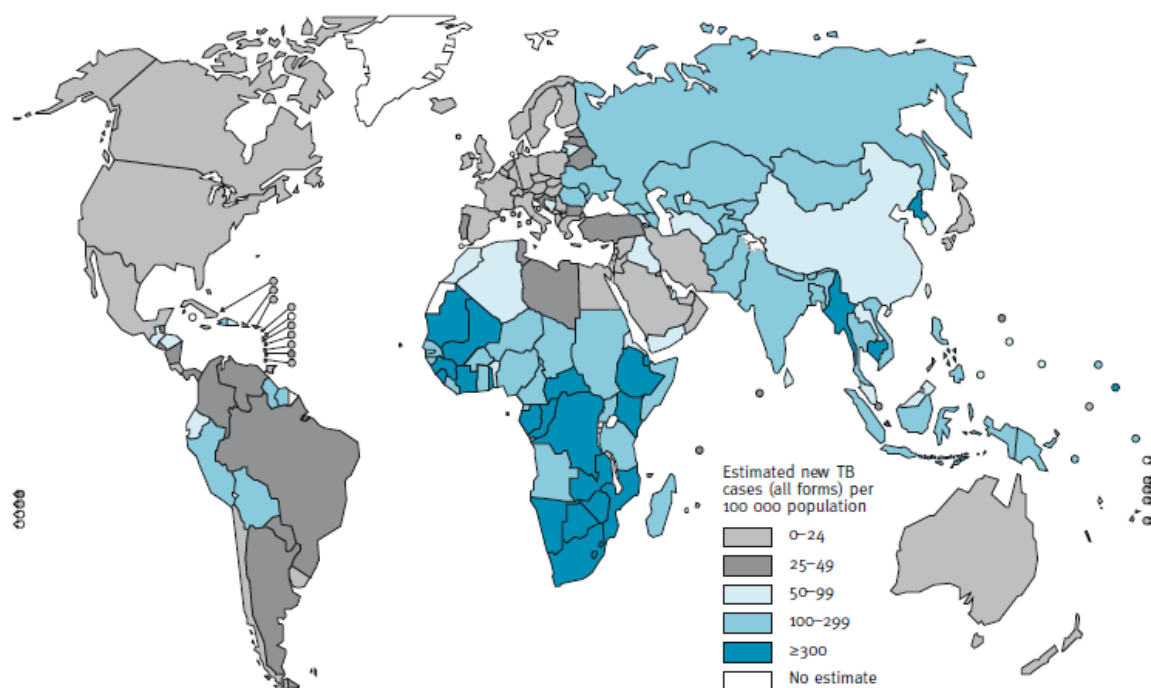 Estimated new TB
cases (all forms) per
100 000 population
0–24
25–49
50–99
100–299
≥300
No estimate